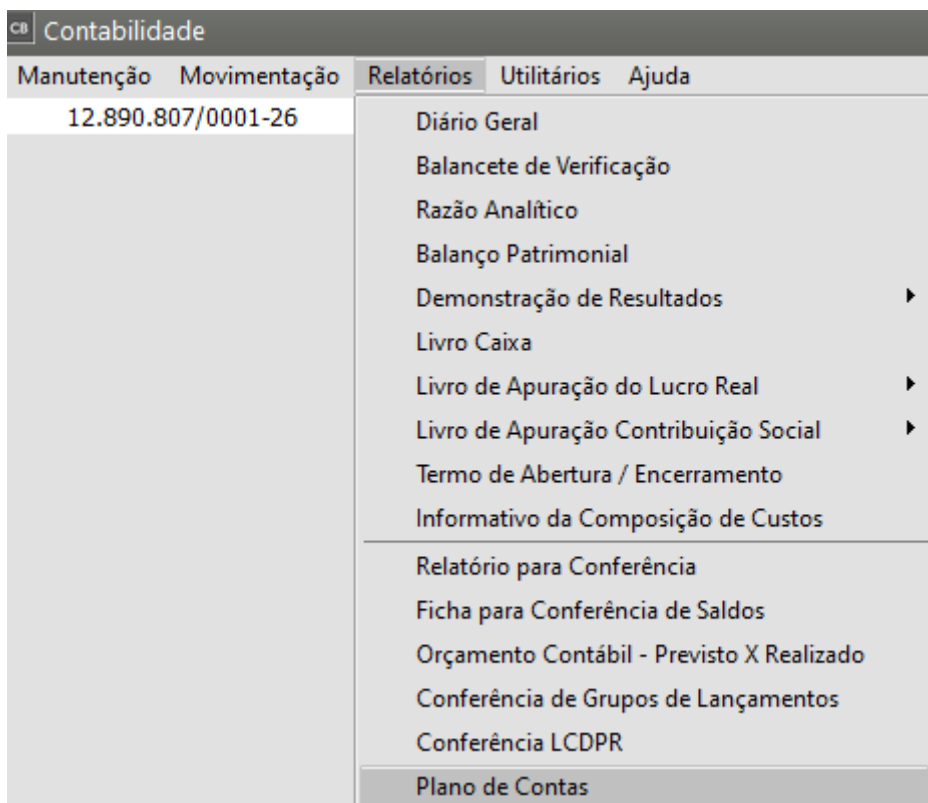 CB Contabilidade
Manutenção Movimentação Relatórios Utilitários Ajuda
12.890.807/0001-26
Diário Geral
Balancete de Verificação
Razão Analítico
Balanço Patrimonial
Demonstração de Resultados
Livro Caixa
Livro de Apuração do Lucro Real
Livro de Apuração Contribuição Social
Termo de Abertura / Encerramento
Informativo da Composição de Custos
Relatório para Conferência
Ficha para Conferência de Saldos
Orçamento Contábil - Previsto X Realizado
Conferência de Grupos de Lançamentos
Conferência LCDPR
Plano de Contas